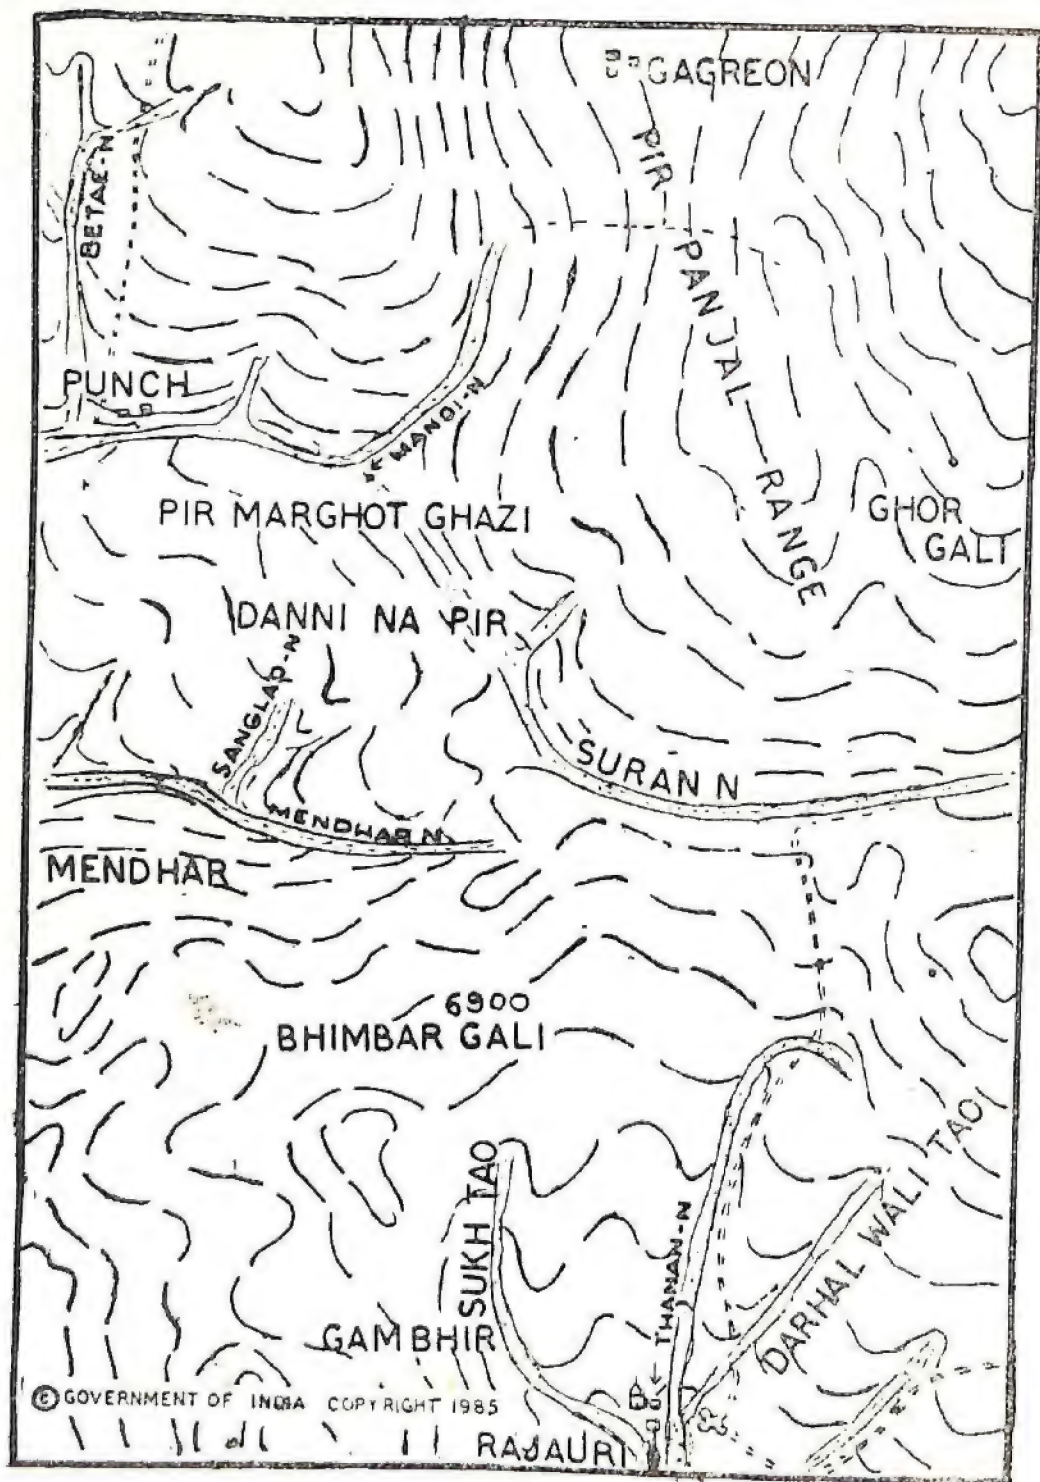 GAGREON
PIR PANJAL RANGE
BETAE-N
PUNCH
MANDI-N
PIR MARGHOT GHAZI
GHOR
GALI
DANNI NA PIR
SANGLAD-N
SURAN N
MENDHAR N
MENDHAR
6900
BHIMBAR GALI
SUKH TAO
THANAN-N
DARHAL WALI TAO
GAMBHIR
© GOVERNMENT OF INDIA COPYRIGHT 1985
RAJAURI